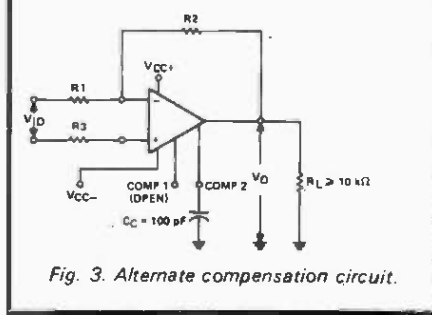 R2
VCC+
R1
VID
R3
VCC-
COMP 1
(OPEN)
COMP 2
CC = 100 pF
VO
RL ⩾ 10 kΩ
Fig. 3. Alternate compensation circuit.